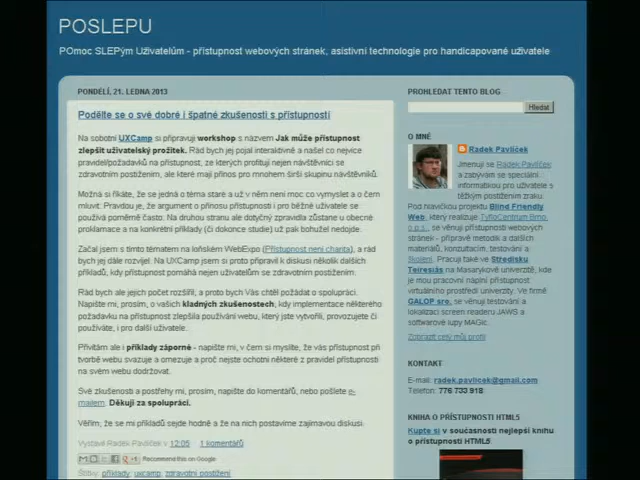 POSLEPU
POmoc SLEPým Uživatelům - přístupnost webových stránek, asistivní technologie pro handicapované uživatele
PONDĚLÍ, 21. LEDNA 2013
Podělte se o své dobré i špatné zkušenosti s přístupností
Na sobotní UXCamp si připravuji workshop s názvem Jak může přístupnost
zlepšit uživatelský prožitek. Rád bych jej pojal interaktivně a našel co nejvíce
pravidel/požadavků na přístupnost, ze kterých profitují nejen návštěvníci se
zdravotním postižením, ale které mají přínos pro mnohem širší skupinu návštěvníků.
Možná si říkáte, že se jedná o téma staré a už v něm není moc co vymyslet a o čem
mluvit. Pravdou je, že argument o přínosu přístupnosti i pro běžné uživatele se
používá poměrně často. Na druhou stranu ale dotyčný zpravidla zůstane u obecné
proklamace a na konkrétní příklady (či dokonce studie) už pak bohužel nedojde.
Začal jsem s tímto tématem na loňském WebExpo (Přístupnost není charita), a rád
bych jej dále rozvíjel. Na UXCamp jsem si proto připravil k diskusi několik dalších
příkladů, kdy přístupnost pomáhá nejen uživatelům se zdravotním postižením.
Rád bych ale jejich počet rozšířil, a proto bych Vás chtěl požádat o spolupráci.
Napište mi, prosím, o vašich kladných zkušenostech, kdy implementace některého
požadavku na přístupnost zlepšila používání webu, který jste vytvořili, provozujete či
používáte, i pro další uživatele.
Přivítám ale i příklady záporné - napište mi, v čem si myslíte, že vás přístupnost při
tvorbě webu svazuje a omezuje a proč nejste ochotni některé z pravidel přístupnosti
na svém webu dodržovat.
Své zkušenosti a postřehy mi, prosím, napište do komentářů, nebo pošlete e-
mailem. Děkuji za spolupráci.
Věřím, že se mi příkladů sejde hodně a že na nich postavíme zajímavou diskusi.
Vystavil Radek Pavlíček v 12:05 1 komentářů
+1 Recommend this on Google
Štítky: příklady, uxcamp, zdravotní postižení
PROHLEDAT TENTO BLOG
Hledat
O MNĚ
Radek Pavlíček
Jmenuji se Radek Pavlíček
a zabývám se speciální
informatikou pro uživatele s
těžkým postižením zraku.
Pod hlavičkou projektu Blind Friendly
Web, který realizuje TyfloCentrum Brno,
o.p.s., se věnuji přístupnosti webových
stránek - přípravě metodik a dalších
materiálů, konzultacím, testování a
školení. Pracuji také ve Středisku
Teiresiás na Masarykově univerzitě, kde
je mou pracovní náplní přístupnost
virtuálního prostředí univerzity. Ve firmě
GALOP sro, se věnuji testování a
lokalizaci screen readeru JAWS a
softwarové lupy MAGic.
Zobrazit celý můj profil
KONTAKT
E-mail: radek.pavlicek@gmail.com
Telefon: 776 733 918
KNIHA O PŘÍSTUPNOSTI HTML5
Kupte si v současnosti nejlepší knihu
o přístupnosti HTML5